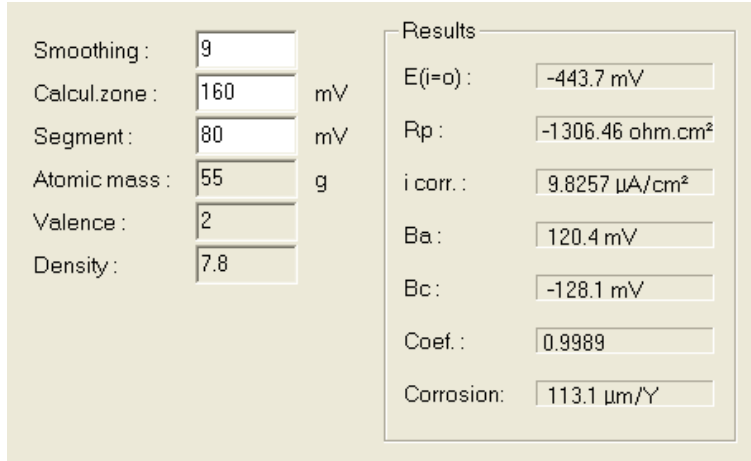 Smoothing : 9
Calcul.zone : 160 mV
Segment : 80 mV
Atomic mass : 55 g
Valence : 2
Density : 7.8
Results
E(i=o) : -443.7 mV
Rp : -1306.46 ohm.cm²
i corr. : 9.8257 µA/cm²
Ba : 120.4 mV
Bc : -128.1 mV
Coef. : 0.9989
Corrosion: 113.1 µm/Y